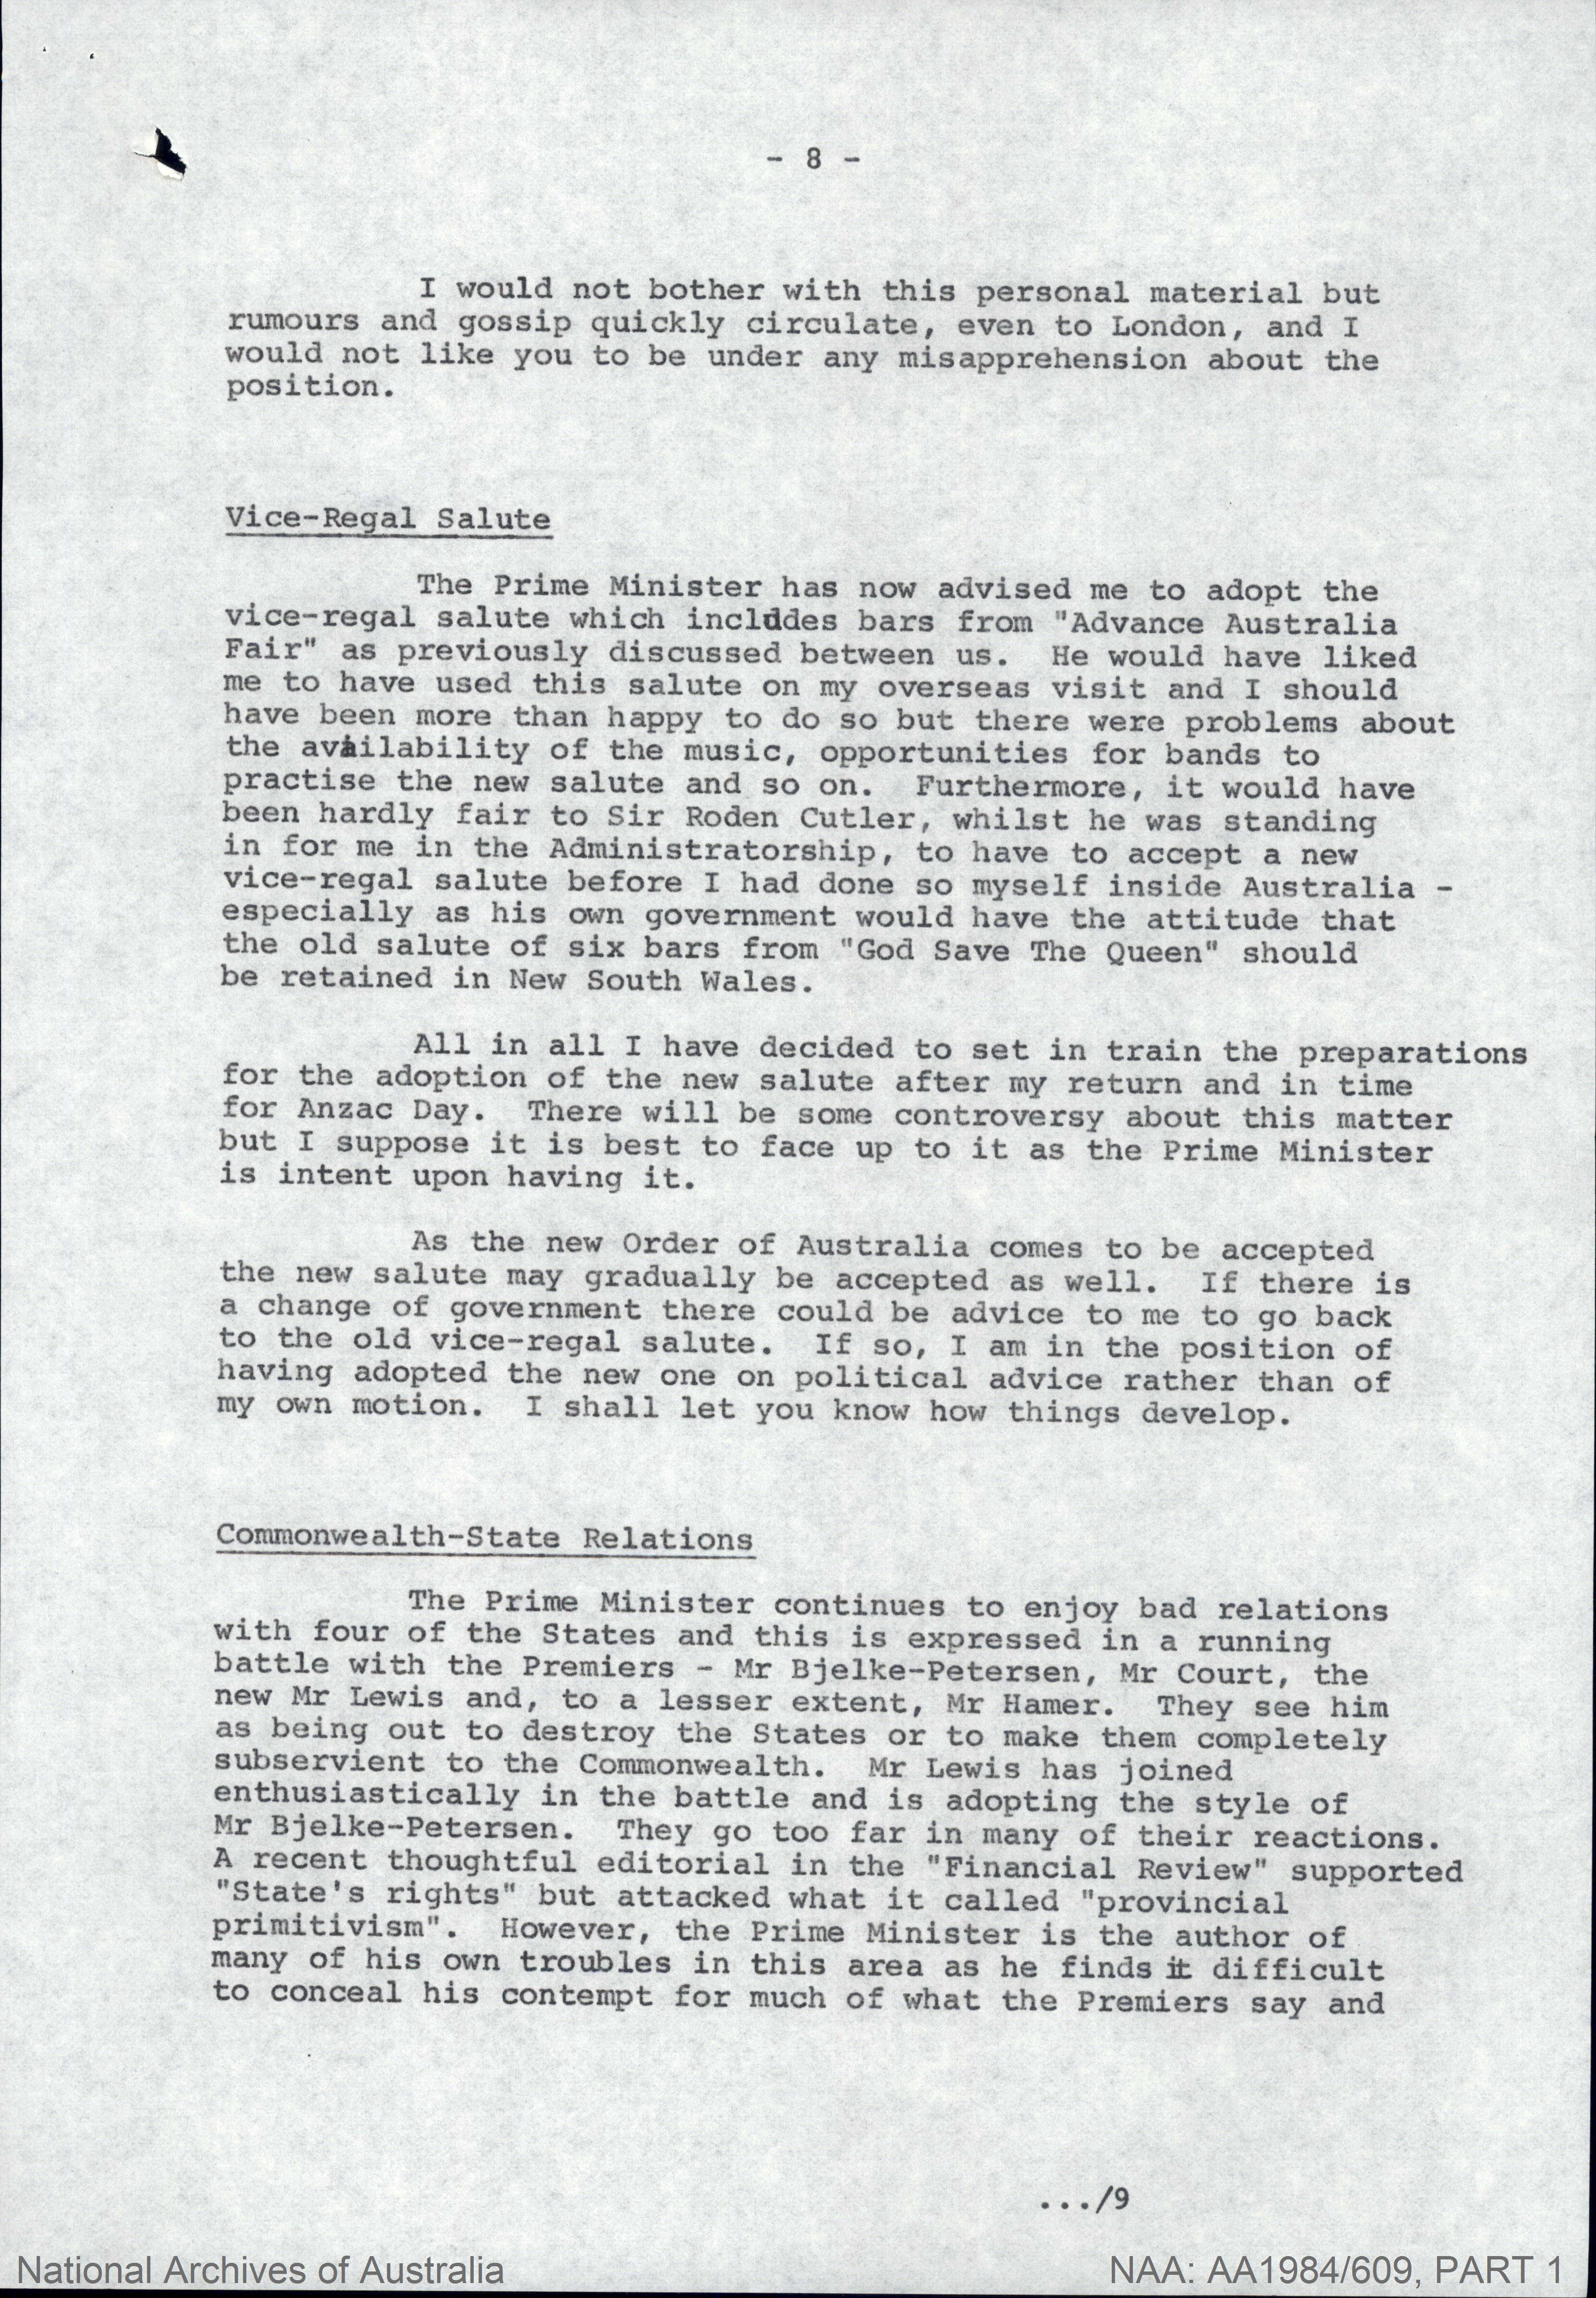 - 8 -
I would not bother with this personal material but
rumours and gossip quickly circulate, even to London, and I
would not like you to be under any misapprehension about the
position.
Vice-Regal Salute
The Prime Minister has now advised me to adopt the
vice-regal salute which includes bars from "Advance Australia
Fair" as previously discussed between us. He would have liked
me to have used this salute on my overseas visit and I should
have been more than happy to do so but there were problems about
the availability of the music, opportunities for bands to
practise the new salute and so on. Furthermore, it would have
been hardly fair to Sir Roden Cutler, whilst he was standing
in for me in the Administratorship, to have to accept a new
vice-regal salute before I had done so myself inside Australia -
especially as his own government would have the attitude that
the old salute of six bars from "God Save The Queen" should
be retained in New South Wales.
All in all I have decided to set in train the preparations
for the adoption of the new salute after my return and in time
for Anzac Day. There will be some controversy about this matter
but I suppose it is best to face up to it as the Prime Minister
is intent upon having it.
As the new Order of Australia comes to be accepted
the new salute may gradually be accepted as well. If there is
a change of government there could be advice to me to go back
to the old vice-regal salute. If so, I am in the position of
having adopted the new one on political advice rather than of
my own motion. I shall let you know how things develop.
Commonwealth-State Relations
The Prime Minister continues to enjoy bad relations
with four of the States and this is expressed in a running
battle with the Premiers - Mr Bjelke-Petersen, Mr Court, the
new Mr Lewis and, to a lesser extent, Mr Hamer. They see him
as being out to destroy the States or to make them completely
subservient to the Commonwealth. Mr Lewis has joined
enthusiastically in the battle and is adopting the style of
Mr Bjelke-Petersen. They go too far in many of their reactions.
A recent thoughtful editorial in the "Financial Review" supported
"State's rights" but attacked what it called "provincial
primitivism". However, the Prime Minister is the author of
many of his own troubles in this area as he finds it difficult
to conceal his contempt for much of what the Premiers say and
.../9
National Archives of Australia
NAA: AA1984/609, PART 1